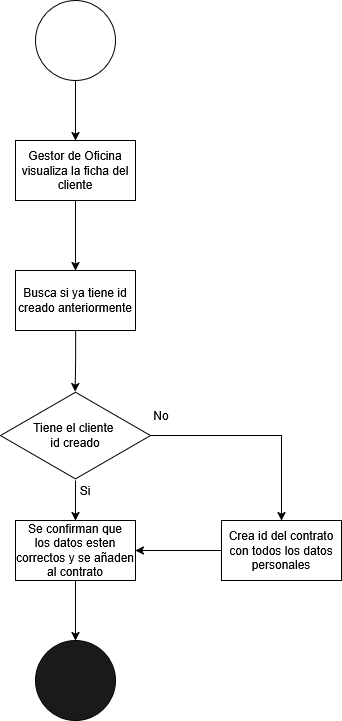 Gestor de Oficina
visualiza la ficha del
cliente
Busca si ya tiene id
creado anteriormente
Tiene el cliente
id creado
No
Si
Se confirman que
los datos esten
correctos y se añaden
al contrato
Crea id del contrato
con todos los datos
personales